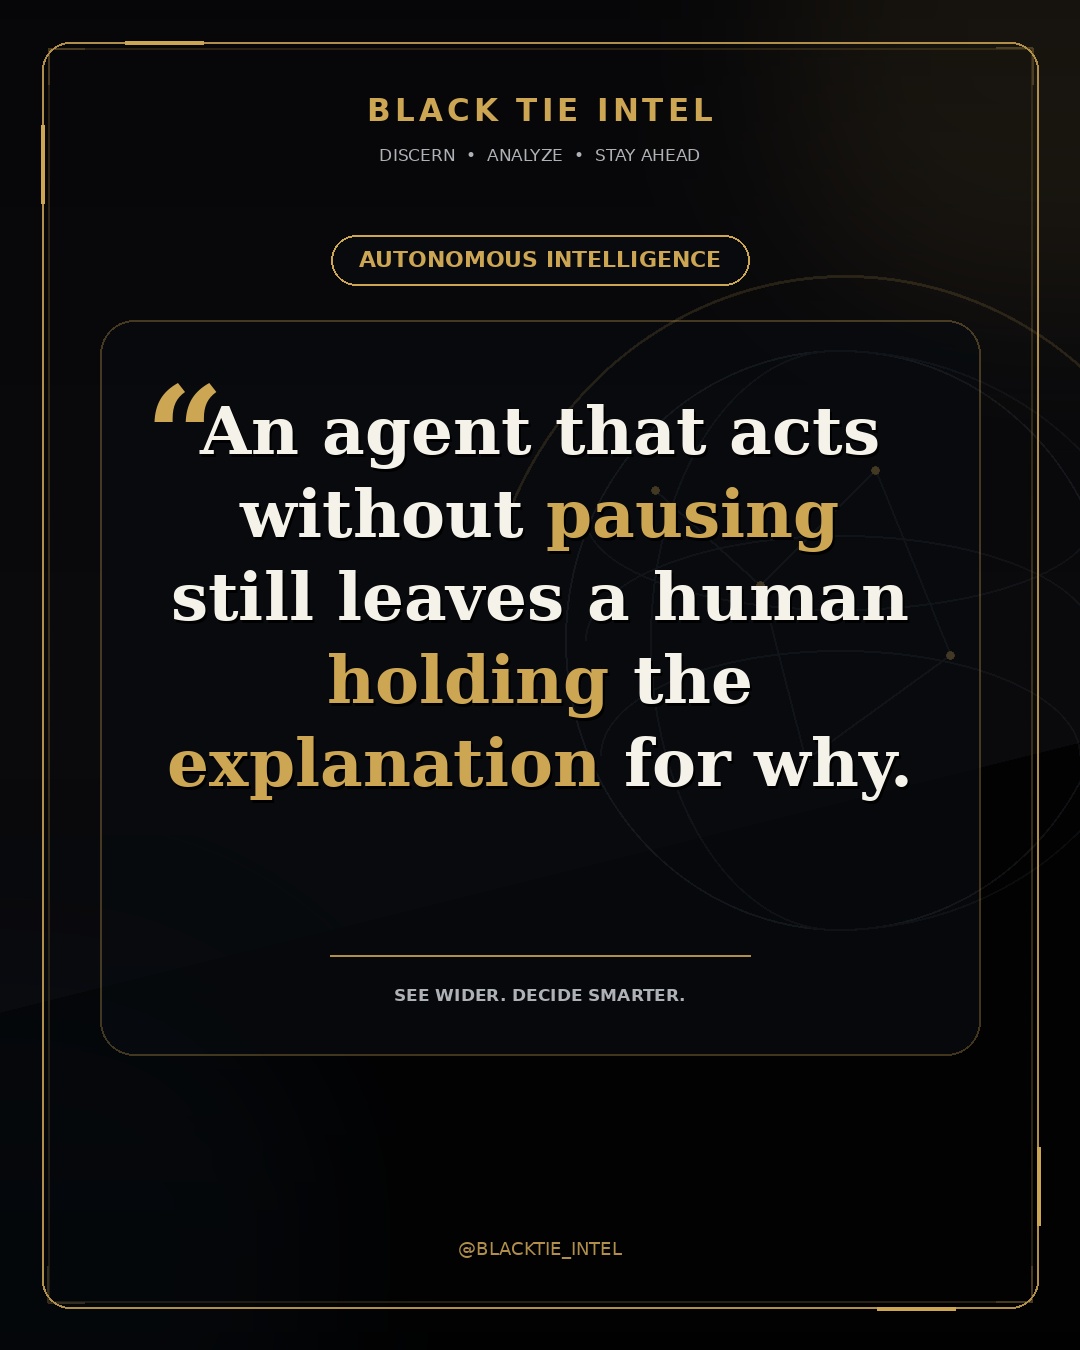 BLACK TIE INTEL
DISCERN • ANALYZE • STAY AHEAD
AUTONOMOUS INTELLIGENCE
“An agent that acts
without pausing
still leaves a human
holding the
explanation for why.
SEE WIDER. DECIDE SMARTER.
@BLACKTIE_INTEL